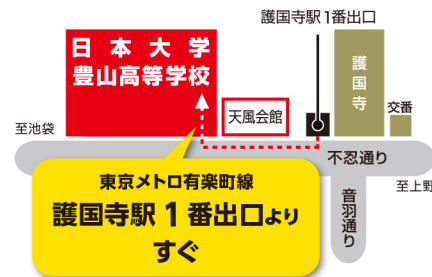 護国寺駅1番出口
日本大学
豊山高等学校
護国寺
天風会館
交番
至池袋
不忍通り
至上野
音羽通り
東京メトロ有楽町線
護国寺駅1番出口より
すぐ